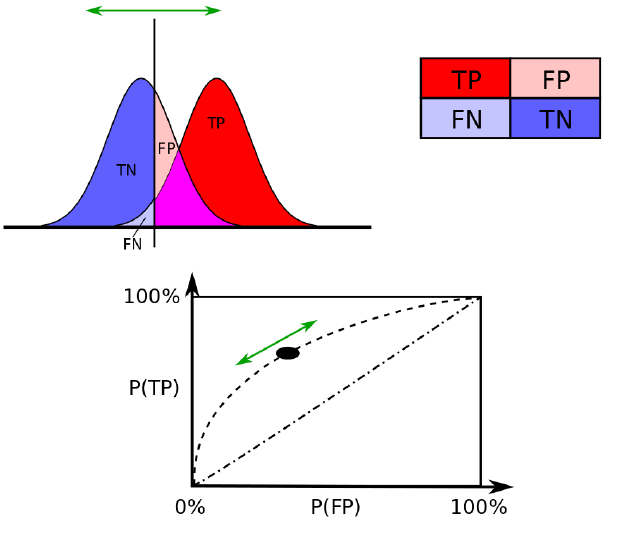 TP FP
FN TN
TP
FP
TN
FN
100%
P(TP)
0% P(FP) 100%